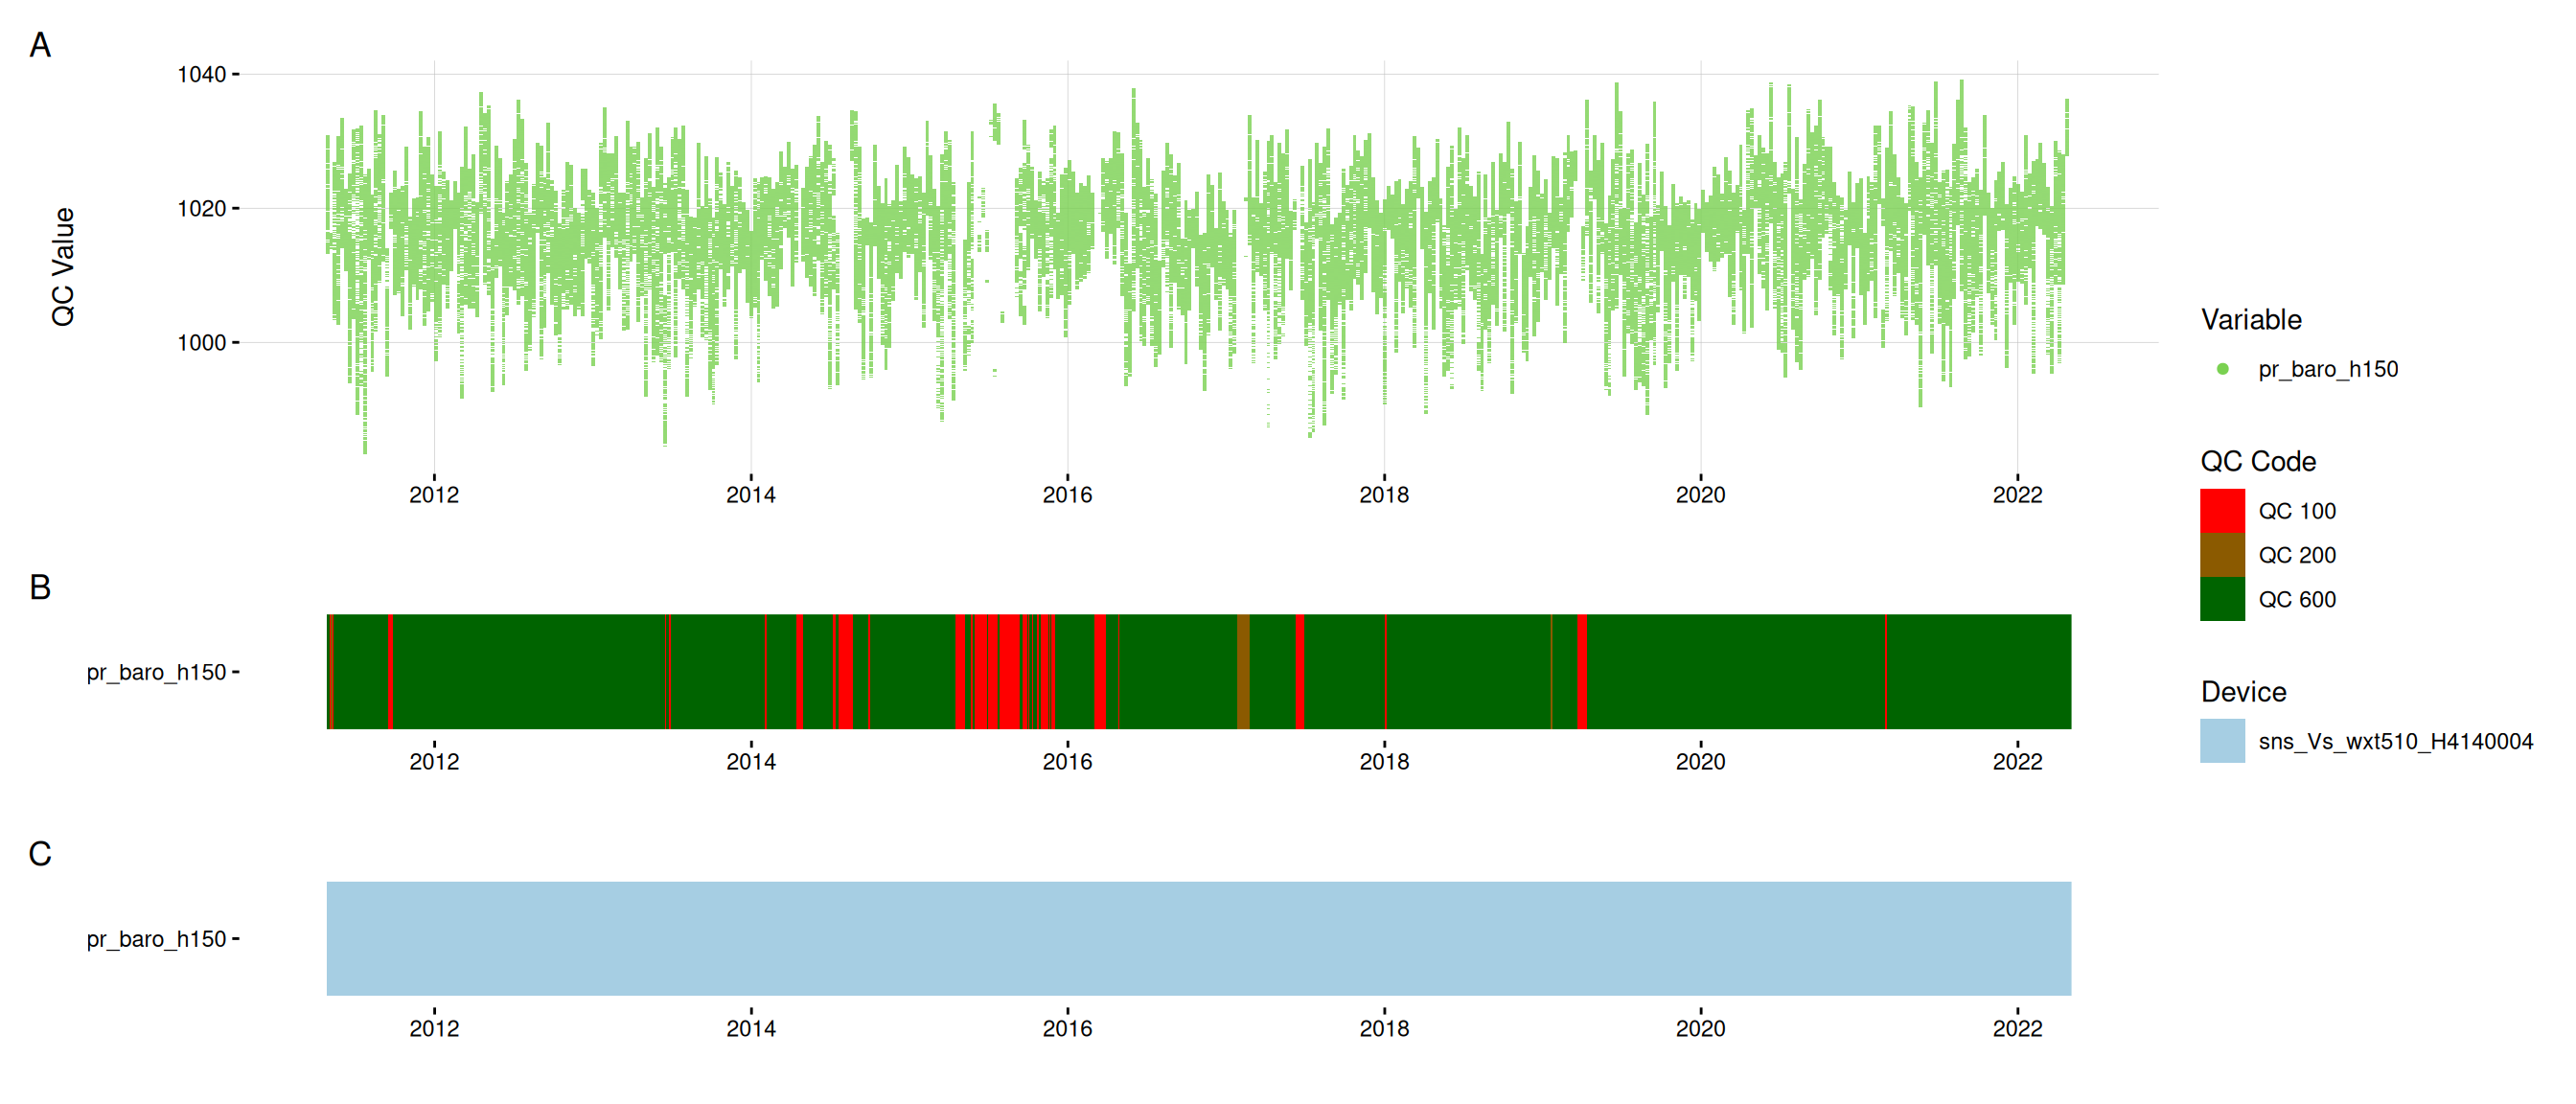 A
1040
1020
1000
QC Value
2012 2014 2016 2018 2020 2022
B
pr_baro_h150
2012 2014 2016 2018 2020 2022
C
pr_baro_h150
2012 2014 2016 2018 2020 2022
Variable
pr_baro_h150
QC Code
QC 100
QC 200
QC 600
Device
sns_Vs_wxt510_H4140004